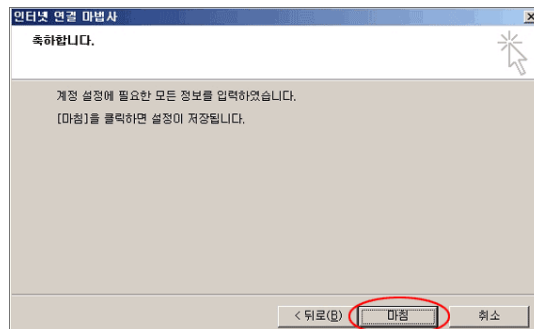 인터넷 연결 마법사
축하합니다.
계정 설정에 필요한 모든 정보를 입력하였습니다.
[마침]을 클릭하면 설정이 저장됩니다.
< 뒤로(B) 마침 취소